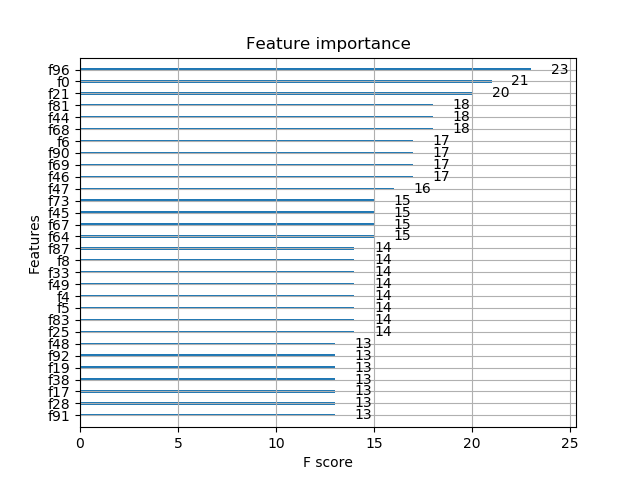 Feature importance
Features
f96 23
f0 21
f21 20
f81 18
f44 18
f68 18
f6 17
f90 17
f69 17
f46 17
f47 16
f73 15
f45 15
f67 15
f64 15
f87 14
f8 14
f33 14
f49 14
f4 14
f5 14
f83 14
f25 14
f48 13
f92 13
f19 13
f38 13
f17 13
f28 13
f91 13
0 5 10 15 20 25
F score